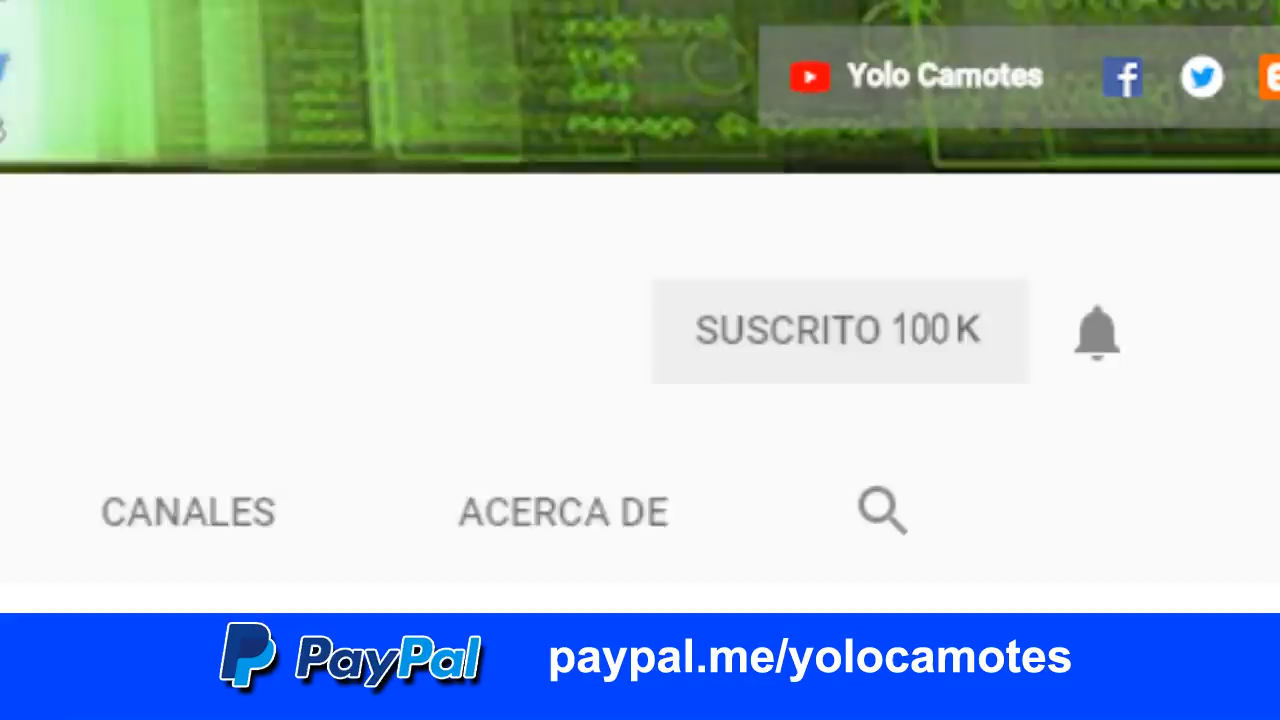 Yolo Camotes
SUSCRITO 100 K
CANALES
ACERCA DE
PayPal
paypal.me/yolocamotes